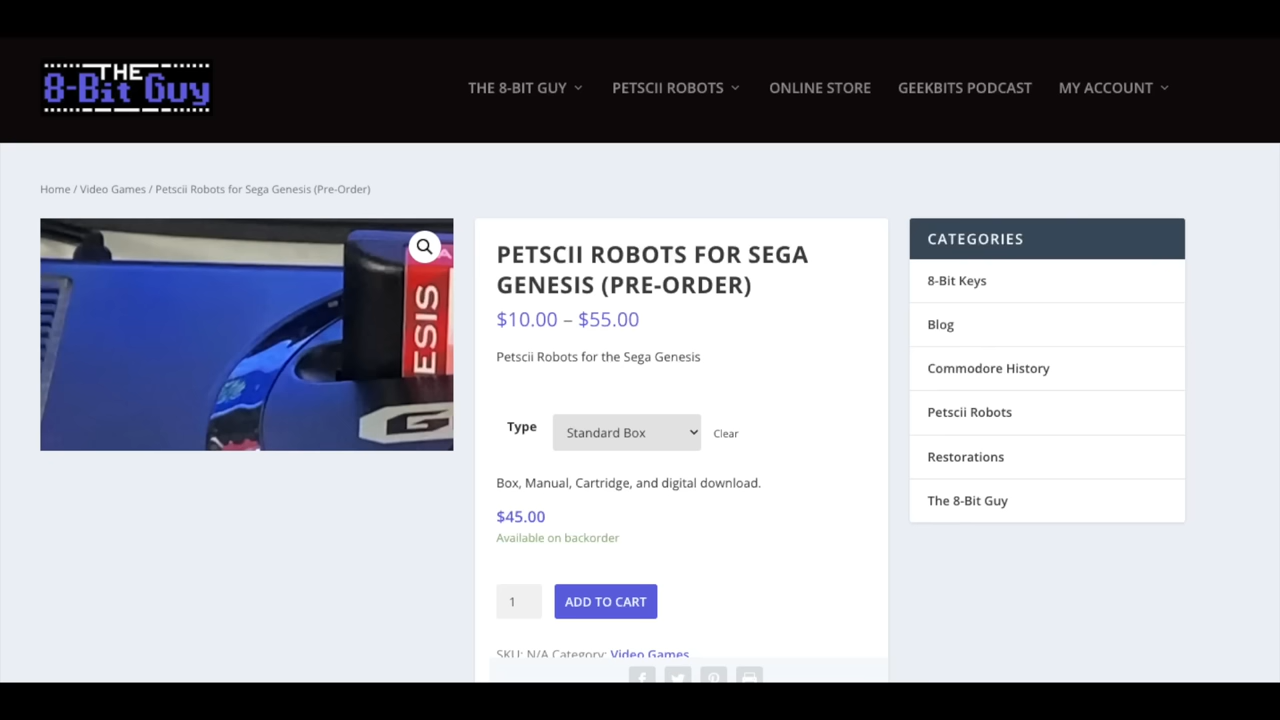 THE
8-Bit Guy
THE 8-BIT GUY
PETSCII ROBOTS
ONLINE STORE
GEEKBITS PODCAST
MY ACCOUNT
Home / Video Games / Petscii Robots for Sega Genesis (Pre-Order)
ESIS
G
PETSCII ROBOTS FOR SEGA
GENESIS (PRE-ORDER)
$10.00 – $55.00
Petscii Robots for the Sega Genesis
Type
Standard Box
Clear
Box, Manual, Cartridge, and digital download.
$45.00
Available on backorder
1
ADD TO CART
SKU: N/A Category: Video Games
CATEGORIES
8-Bit Keys
Blog
Commodore History
Petscii Robots
Restorations
The 8-Bit Guy